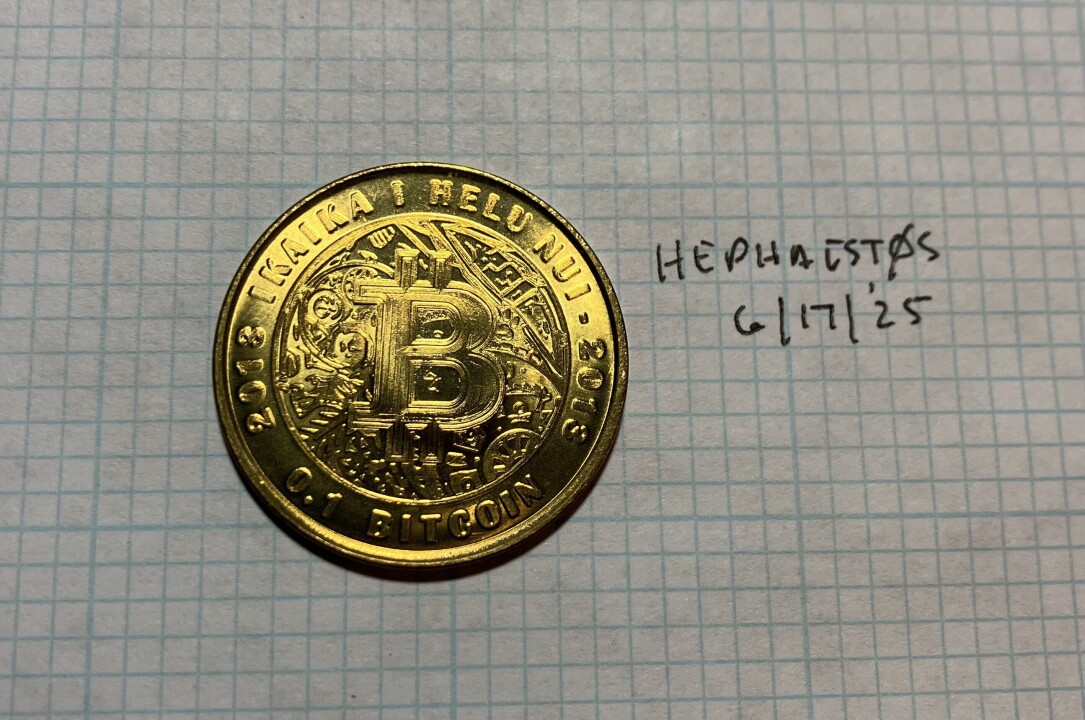 2013 IKAIKA I HELU NUI - 2013
0.1 BITCOIN
B
HEPHAESTØS
6/17/'25